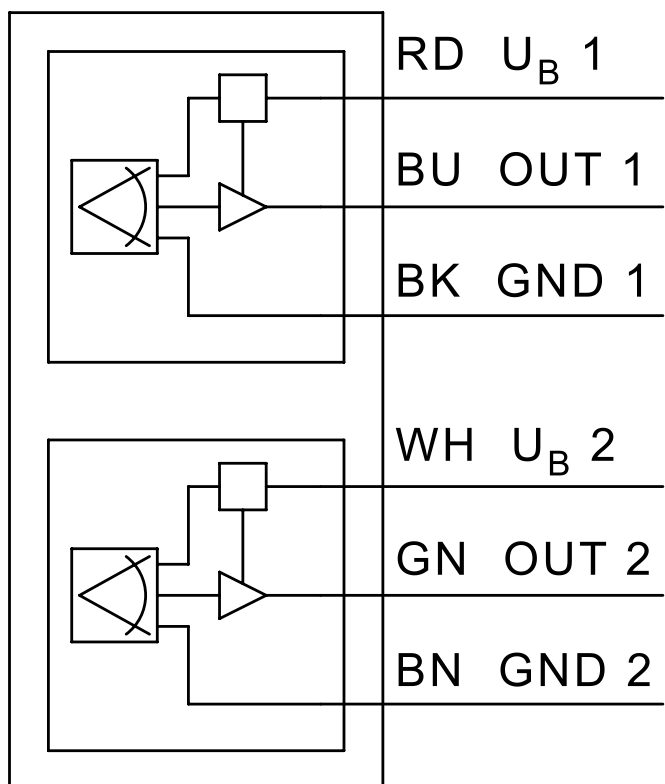 RD U_B 1
BU OUT 1
BK GND 1
WH U_B 2
GN OUT 2
BN GND 2